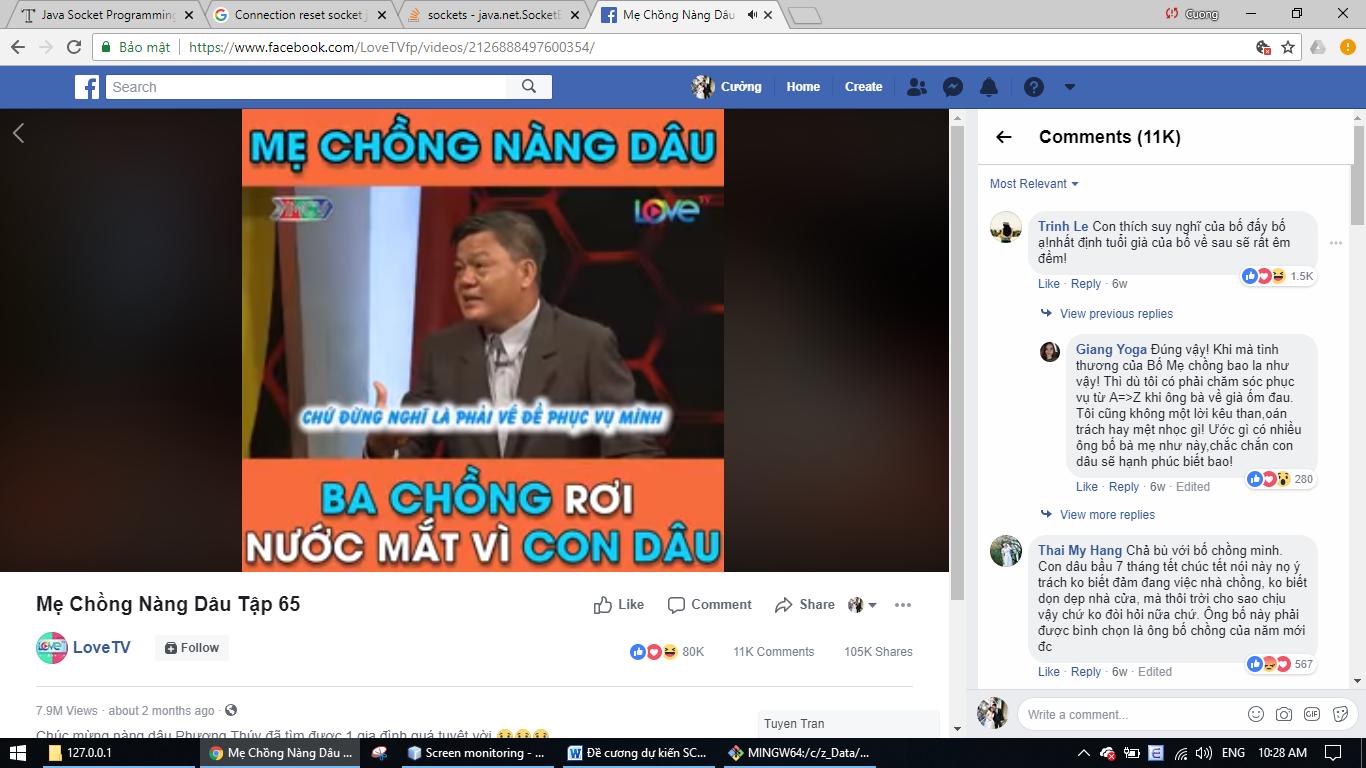 Java Socket Programming
Connection reset socket j
sockets - java.net.SocketE
Mẹ Chồng Nàng Dâu
Cuong
Bảo mật
https://www.facebook.com/LoveTVfp/videos/2126888497600354/
Search
Cường
Home
Create
MẸ CHỒNG NÀNG DÂU
LOVE TV
CHỨ ĐỪNG NGHĨ LÀ PHẢI VỀ ĐỂ PHỤC VỤ MÌNH
BA CHỒNG RƠI
NƯỚC MẮT VÌ CON DÂU
Mẹ Chồng Nàng Dâu Tập 65
Like
Comment
Share
LoveTV
Follow
80K
11K Comments
105K Shares
7.9M Views · about 2 months ago ·
Chúc mừng nàng dâu Phương Thúy đã tìm được 1 gia đình quá tuyệt vời
Tuyen Tran
Comments (11K)
Most Relevant
Trinh Le Con thích suy nghĩ của bố đấy bố
ạ!nhất định tuổi già của bố về sau sẽ rất êm
đềm!
1.5K
Like · Reply · 6w
View previous replies
Giang Yoga Đúng vậy! Khi mà tình
thương của Bố Mẹ chồng bao la như
vậy! Thì dù tôi có phải chăm sóc phục
vụ từ A=>Z khi ông bà về già ốm đau.
Tôi cũng không một lời kêu than,oán
trách hay mệt nhọc gì! Ước gì có nhiều
ông bố bà mẹ như này,chắc chắn con
dâu sẽ hạnh phúc biết bao!
280
Like · Reply · 6w · Edited
View more replies
Thai My Hang Chả bù với bố chồng mình.
Con dâu bầu 7 tháng tết chúc tết nói này nọ ý
trách ko biết đảm đang việc nhà chồng, ko biết
dọn dẹp nhà cửa, mà thôi trời cho sao chịu
vậy chứ ko đòi hỏi nữa chứ. Ông bố này phải
được bình chọn là ông bố chồng của năm mới
đc
567
Like · Reply · 6w · Edited
Write a comment...
GIF
127.0.0.1
Mẹ Chồng Nàng Dâu ...
Screen monitoring - ...
Đề cương dự kiến SC...
MINGW64:/c/z_Data/...
ENG
10:28 AM